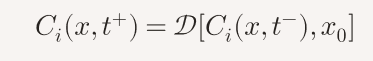 $C_i(x, t^+) = \mathcal{D}[C_i(x, t^-), x_0]$